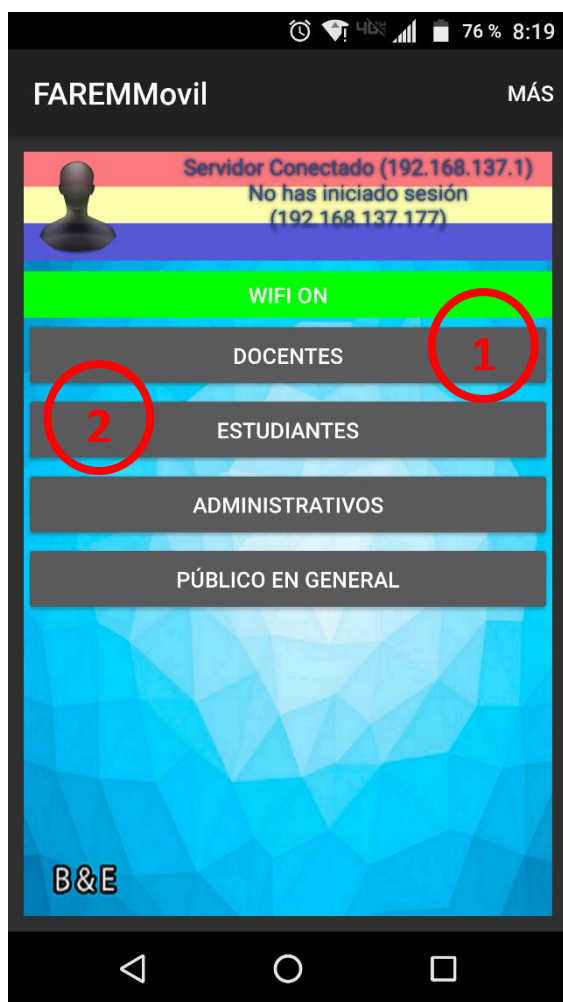 76 % 8:19
FAREMMovil MÁS
Servidor Conectado (192.168.137.1)
No has iniciado sesión
(192.168.137.177)
WIFI ON
DOCENTES 1
2 ESTUDIANTES
ADMINISTRATIVOS
PÚBLICO EN GENERAL
B&E